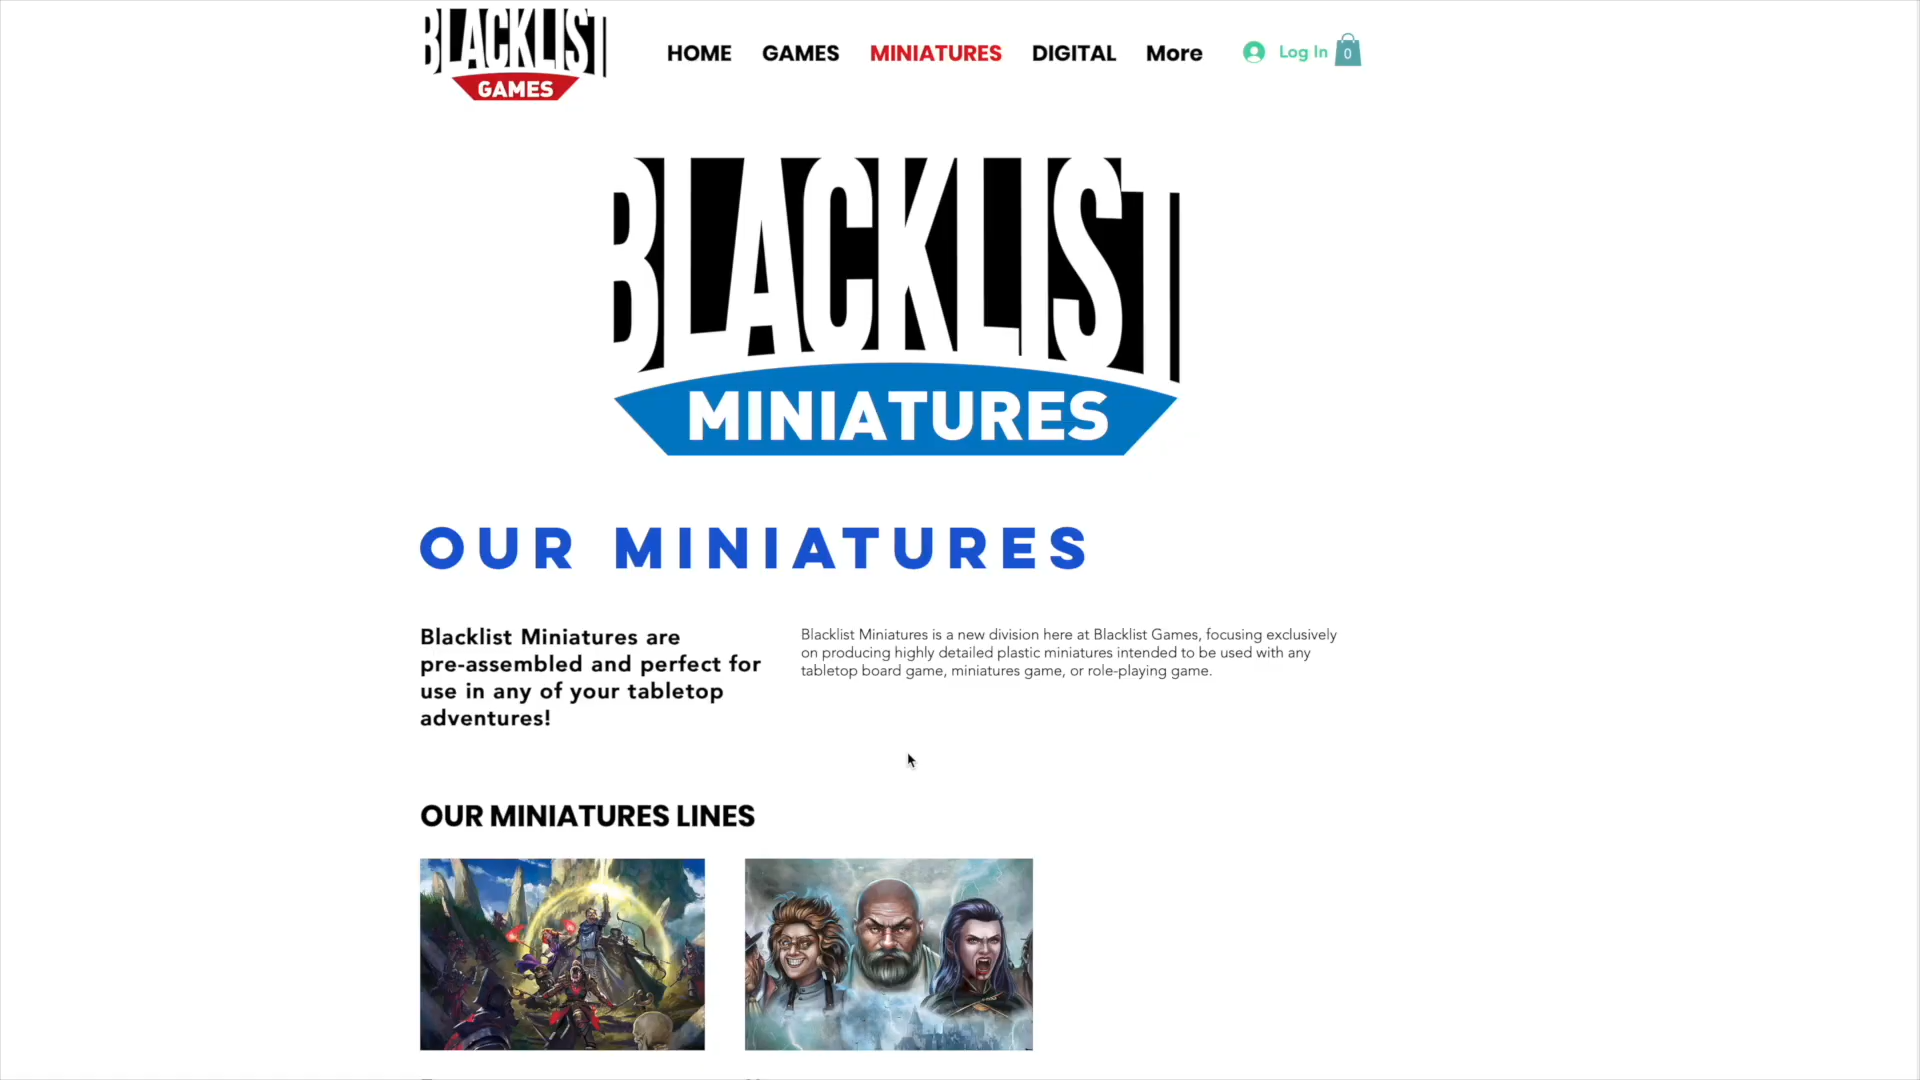 BLACKLIST
GAMES
HOME GAMES MINIATURES DIGITAL More Log In 0
BLACKLIST
MINIATURES
OUR MINIATURES
Blacklist Miniatures are
pre-assembled and perfect for
use in any of your tabletop
adventures!
Blacklist Miniatures is a new division here at Blacklist Games, focusing exclusively
on producing highly detailed plastic miniatures intended to be used with any
tabletop board game, miniatures game, or role-playing game.
OUR MINIATURES LINES